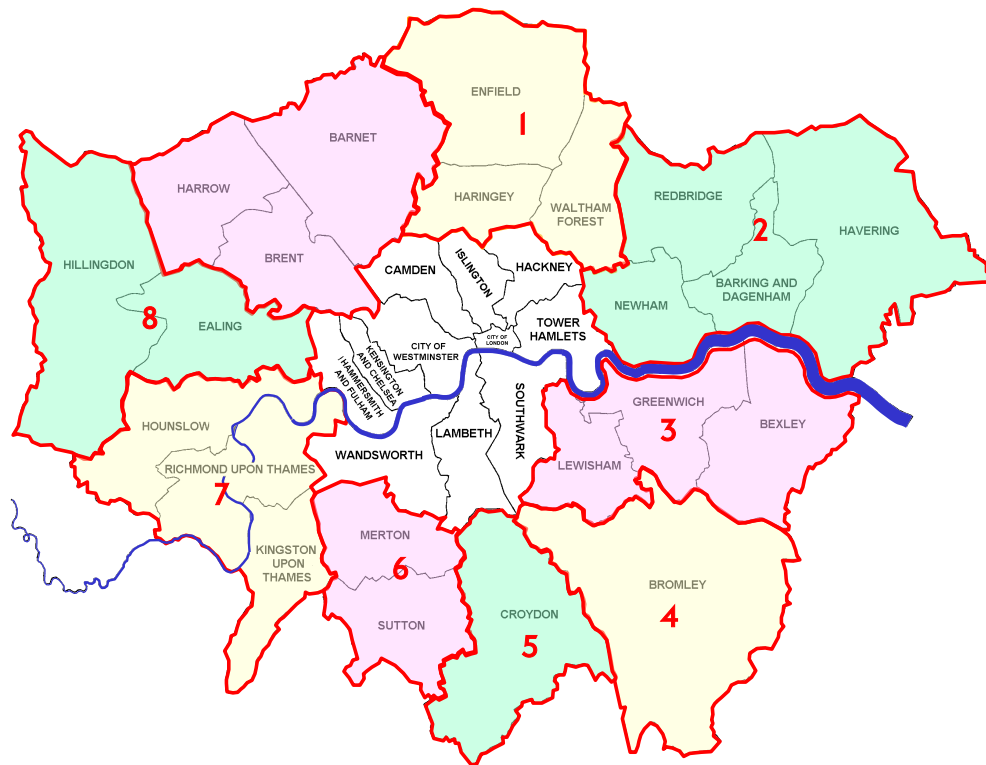 ENFIELD
1
BARNET
HARROW
HARINGEY
WALTHAM
FOREST
REDBRIDGE
2
HAVERING
BRENT
HILLINGDON
CAMDEN
ISLINGTON
HACKNEY
BARKING AND
DAGENHAM
NEWHAM
8
EALING
TOWER
HAMLETS
CITY OF
LONDON
CITY OF
WESTMINSTER
KENSINGTON
AND CHELSEA
HAMMERSMITH
AND FULHAM
SOUTHWARK
GREENWICH
3
BEXLEY
HOUNSLOW
LAMBETH
WANDSWORTH
LEWISHAM
RICHMOND UPON THAMES
7
MERTON
6
KINGSTON
UPON
THAMES
BROMLEY
4
SUTTON
CROYDON
5